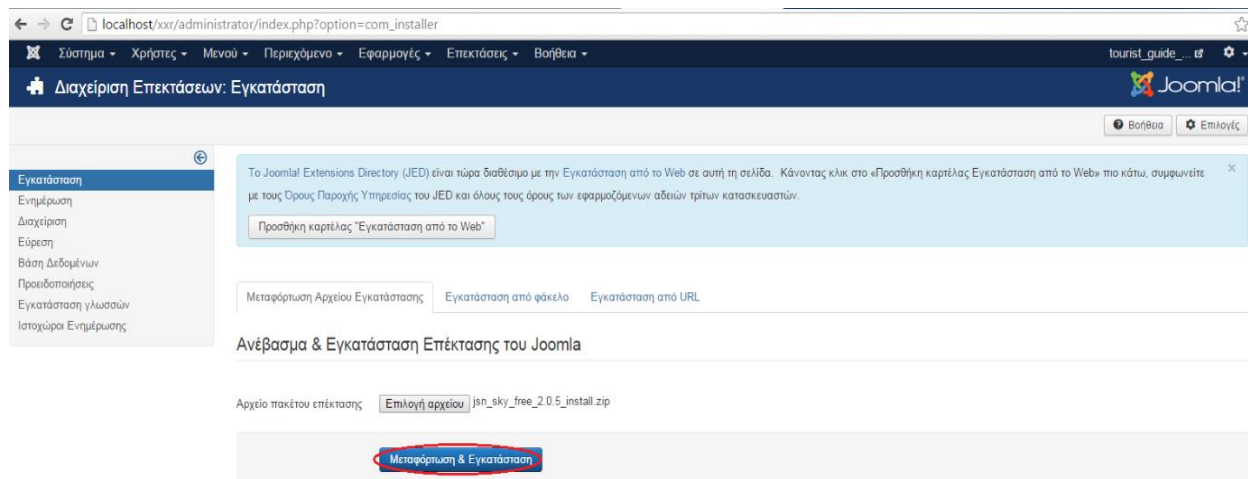 localhost/xxr/administrator/index.php?option=com_installer
Σύστημα Χρήστες Μενού Περιεχόμενο Εφαρμογές Επεκτάσεις Βοήθεια tourist_guide_...
Διαχείριση Επεκτάσεων: Εγκατάσταση Joomla!
Βοήθεια Επιλογές
Εγκατάσταση
Ενημέρωση
Διαχείριση
Εύρεση
Βάση Δεδομένων
Προειδοποιήσεις
Εγκατάσταση γλωσσών
Ιστοχώροι Ενημέρωσης
Το Joomla! Extensions Directory (JED) είναι τώρα διαθέσιμο με την Εγκατάσταση από το Web σε αυτή τη σελίδα. Κάνοντας κλικ στο «Προσθήκη καρτέλας Εγκατάσταση από το Web» πιο κάτω, συμφωνείτε
με τους Όρους Παροχής Υπηρεσίας του JED και όλους τους όρους των εφαρμοζόμενων αδειών τρίτων κατασκευαστών.
Προσθήκη καρτέλας "Εγκατάσταση από το Web"
Μεταφόρτωση Αρχείου Εγκατάστασης Εγκατάσταση από φάκελο Εγκατάσταση από URL
Ανέβασμα & Εγκατάσταση Επέκτασης του Joomla
Αρχείο πακέτου επέκτασης Επιλογή αρχείου jsn_sky_free_2.0.5_install.zip
Μεταφόρτωση & Εγκατάσταση